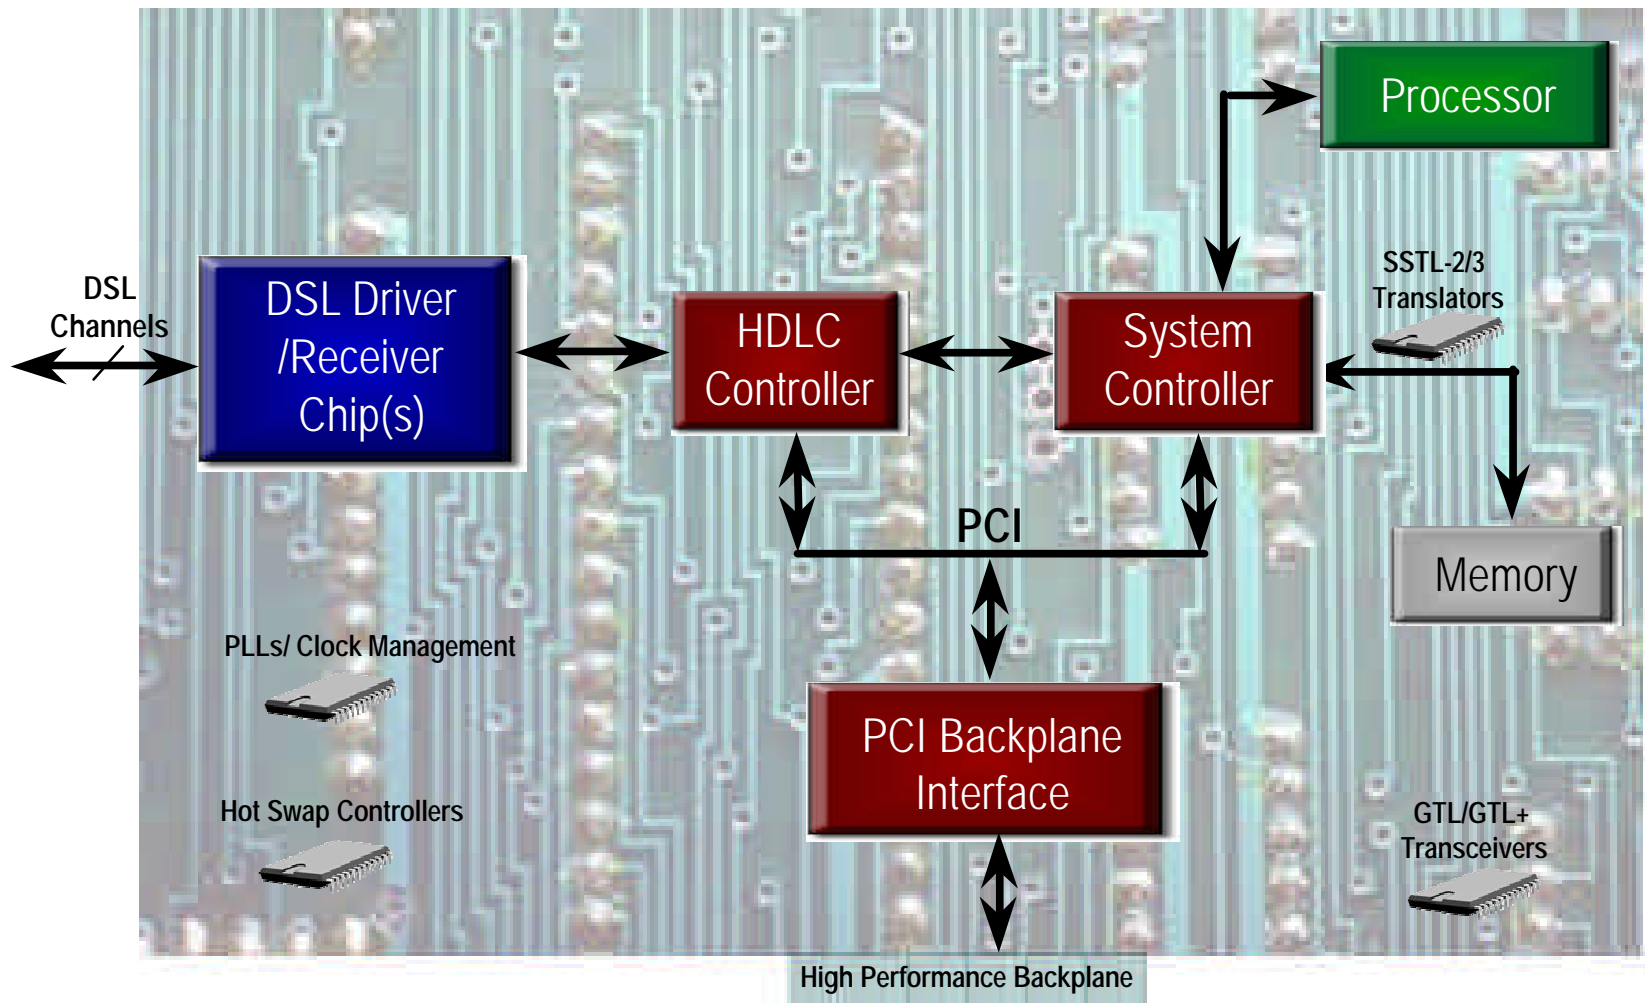 Processor
SSTL-2/3
Translators
DSL
Channels
DSL Driver
/Receiver
Chip(s)
HDLC
Controller
System
Controller
PCI
Memory
PLLs/ Clock Management
PCI Backplane
Interface
Hot Swap Controllers
GTL/GTL+
Transceivers
High Performance Backplane